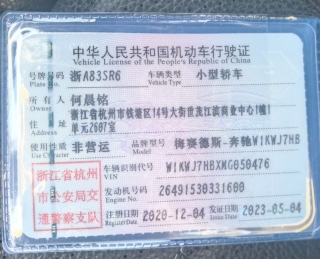 中华人民共和国机动车行驶证
Vehicle License of the People's Republic of China
号牌号码 浙A83SR6 车辆类型 小型轿车
Plate No. Vehicle Type
所有人 何晨铭
Owner
住址 浙江省杭州市钱塘区14号大街世茂江滨商业中心1幢1
Address 单元2607室
使用性质 非营运 品牌型号 梅赛德斯-奔驰W1KWJ7HB
Use Character Model
浙江省杭州
市公安局交
通警察支队
车辆识别代号 W1KWJ7HBXMG050476
VIN
发动机号码 26491530331600
Engine No.
注册日期 2020-12-04 发证日期 2023-05-04
Register Date Issue Date